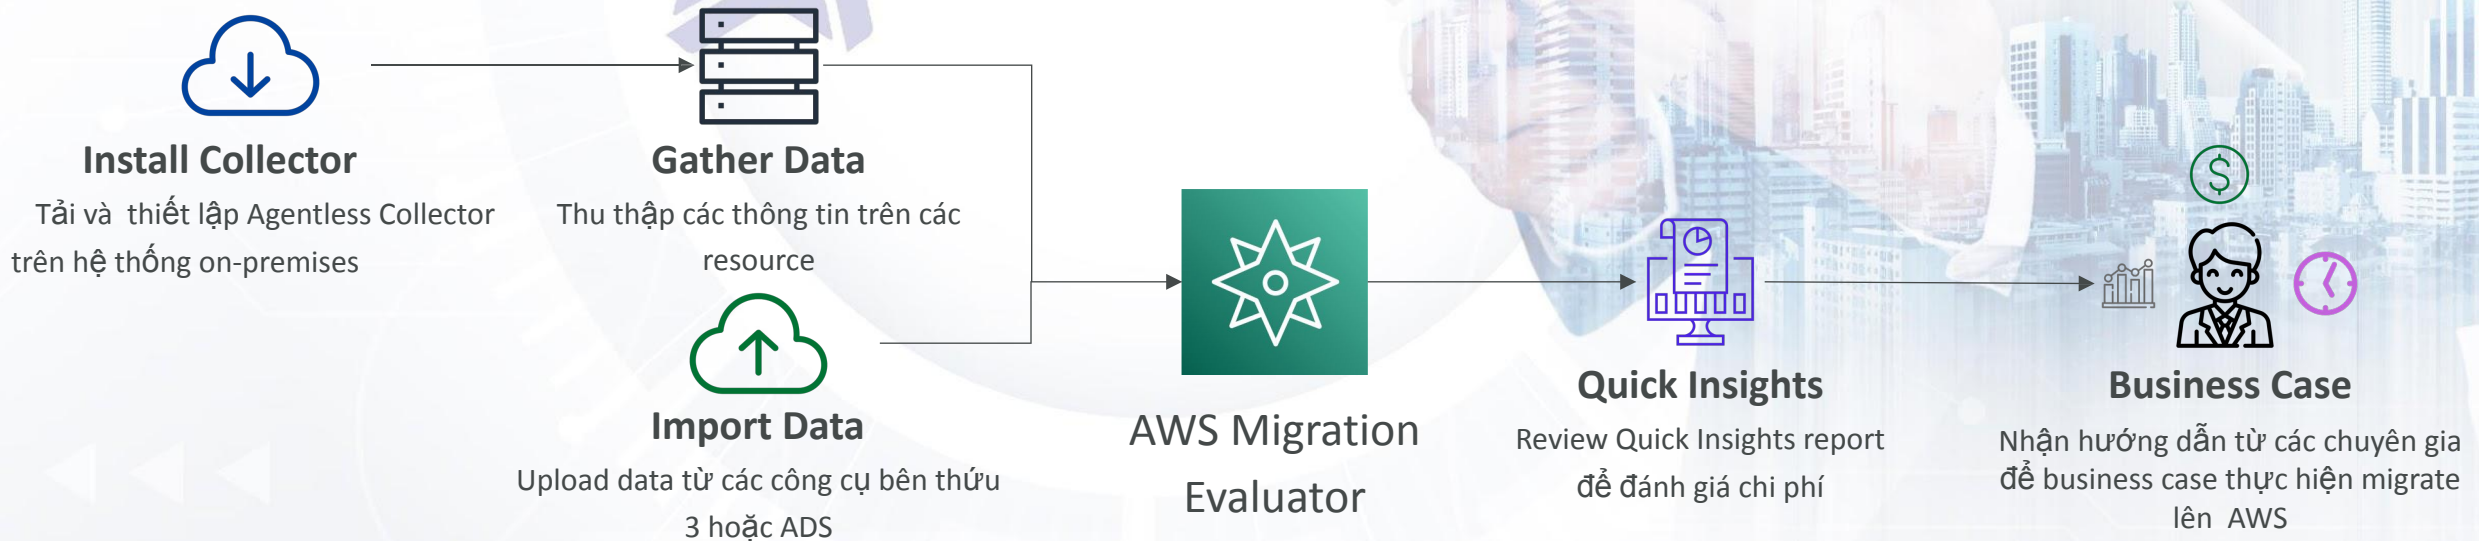 Install Collector
Tải và thiết lập Agentless Collector
trên hệ thống on-premises
Gather Data
Thu thập các thông tin trên các
resource
Import Data
Upload data từ các công cụ bên thứu
3 hoặc ADS
AWS Migration
Evaluator
Quick Insights
Review Quick Insights report
để đánh giá chi phí
Business Case
Nhận hướng dẫn từ các chuyên gia
để business case thực hiện migrate
lên AWS